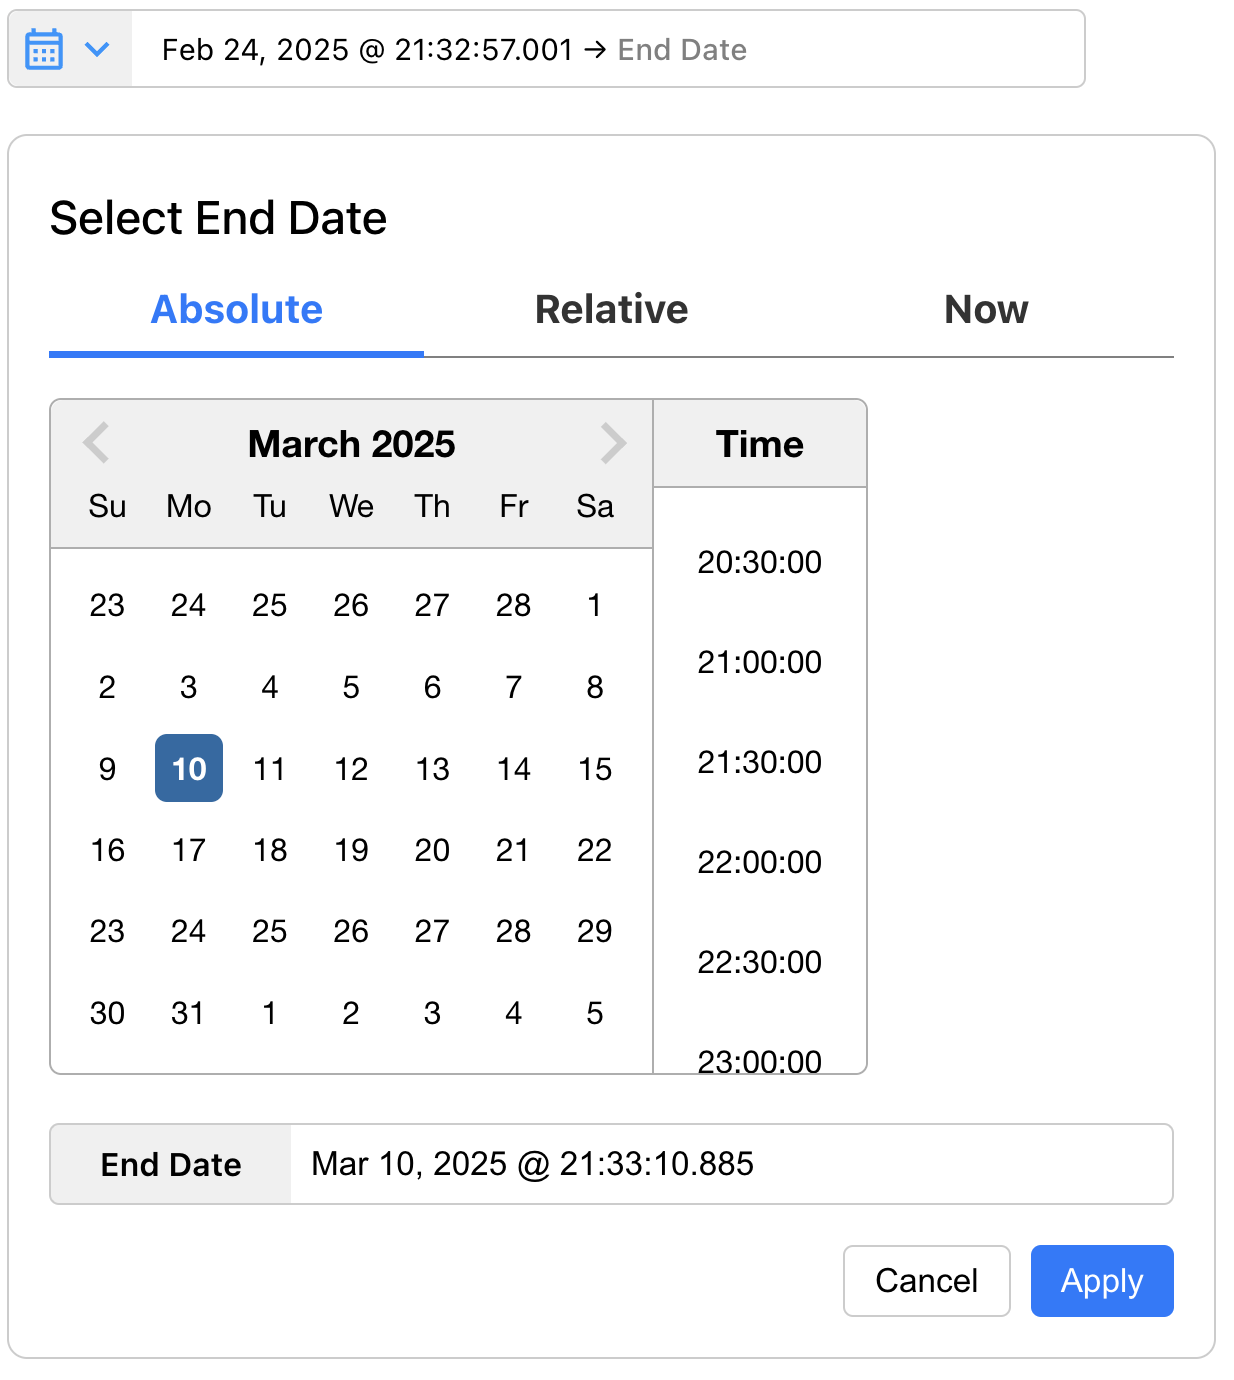 Feb 24, 2025 @ 21:32:57.001 → End Date
Select End Date
Absolute Relative Now
March 2025
Su Mo Tu We Th Fr Sa
23 24 25 26 27 28 1
2 3 4 5 6 7 8
9 10 11 12 13 14 15
16 17 18 19 20 21 22
23 24 25 26 27 28 29
30 31 1 2 3 4 5
Time
20:30:00
21:00:00
21:30:00
22:00:00
22:30:00
23:00:00
End Date Mar 10, 2025 @ 21:33:10.885
Cancel Apply